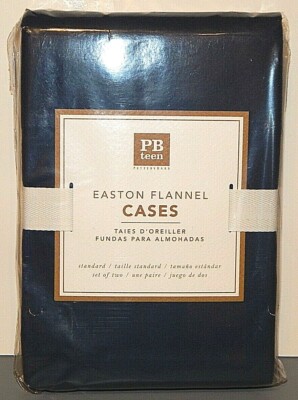 PB
teen
POTTERYBARN
EASTON FLANNEL
CASES
TAIES D'OREILLER
FUNDAS PARA ALMOHADAS
standard / taille standard / tamaño estándar
set of two / une paire / juego de dos